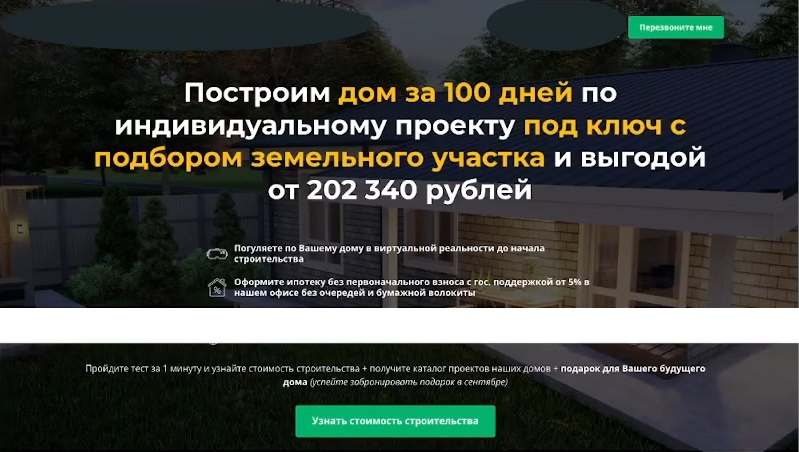 Перезвоните мне
Построим дом за 100 дней по
индивидуальному проекту под ключ с
подбором земельного участка и выгодой
от 202 340 рублей
Погуляете по Вашему дому в виртуальной реальности до начала
строительства
Оформите ипотеку без первоначального взноса с гос. поддержкой от 5% в
нашем офисе без очередей и бумажной волокиты
Пройдите тест за 1 минуту и узнайте стоимость строительства + получите каталог проектов наших домов + подарок для Вашего будущего
дома (успейте забронировать подарок в сентябре)
Узнать стоимость строительства